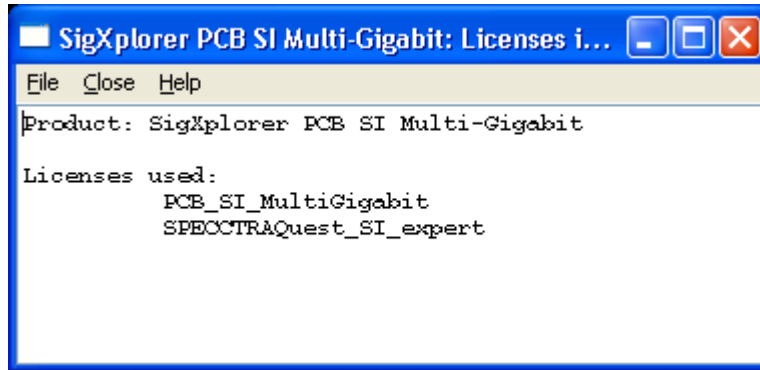 SigXplorer PCB SI Multi-Gigabit: Licenses i...
File Close Help
Product: SigXplorer PCB SI Multi-Gigabit
Licenses used:
PCB_SI_MultiGigabit
SPECCTRAQuest_SI_expert